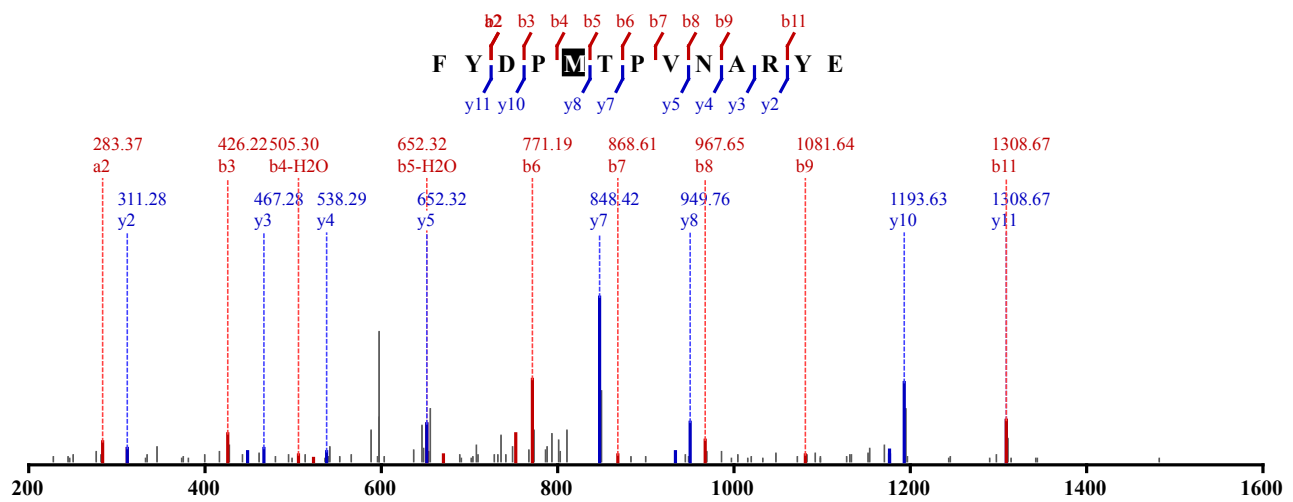 b2 b3 b4 b5 b6 b7 b8 b9 b11
F Y D P M T P V N A R Y E
y11 y10 y8 y7 y5 y4 y3 y2
283.37 426.22 505.30 652.32 771.19 868.61 967.65 1081.64 1308.67
a2 b3 b4-H2O b5-H2O b6 b7 b8 b9 b11
311.28 467.28 538.29 652.32 848.42 949.76 1193.63 1308.67
y2 y3 y4 y5 y7 y8 y10 y11
200 400 600 800 1000 1200 1400 1600